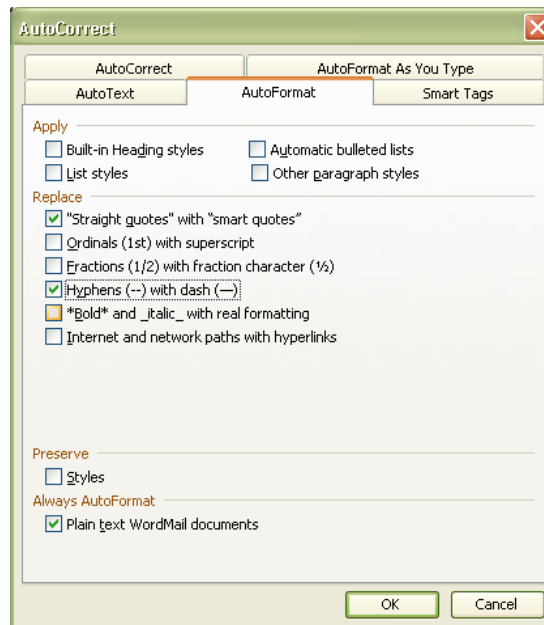 AutoCorrect
AutoCorrect AutoFormat As You Type
AutoText AutoFormat Smart Tags
Apply
Built-in Heading styles Automatic bulleted lists
List styles Other paragraph styles
Replace
"Straight quotes" with “smart quotes”
Ordinals (1st) with superscript
Fractions (1/2) with fraction character (½)
Hyphens (--) with dash (—)
*Bold* and _italic_ with real formatting
Internet and network paths with hyperlinks
Preserve
Styles
Always AutoFormat
Plain text WordMail documents
OK Cancel